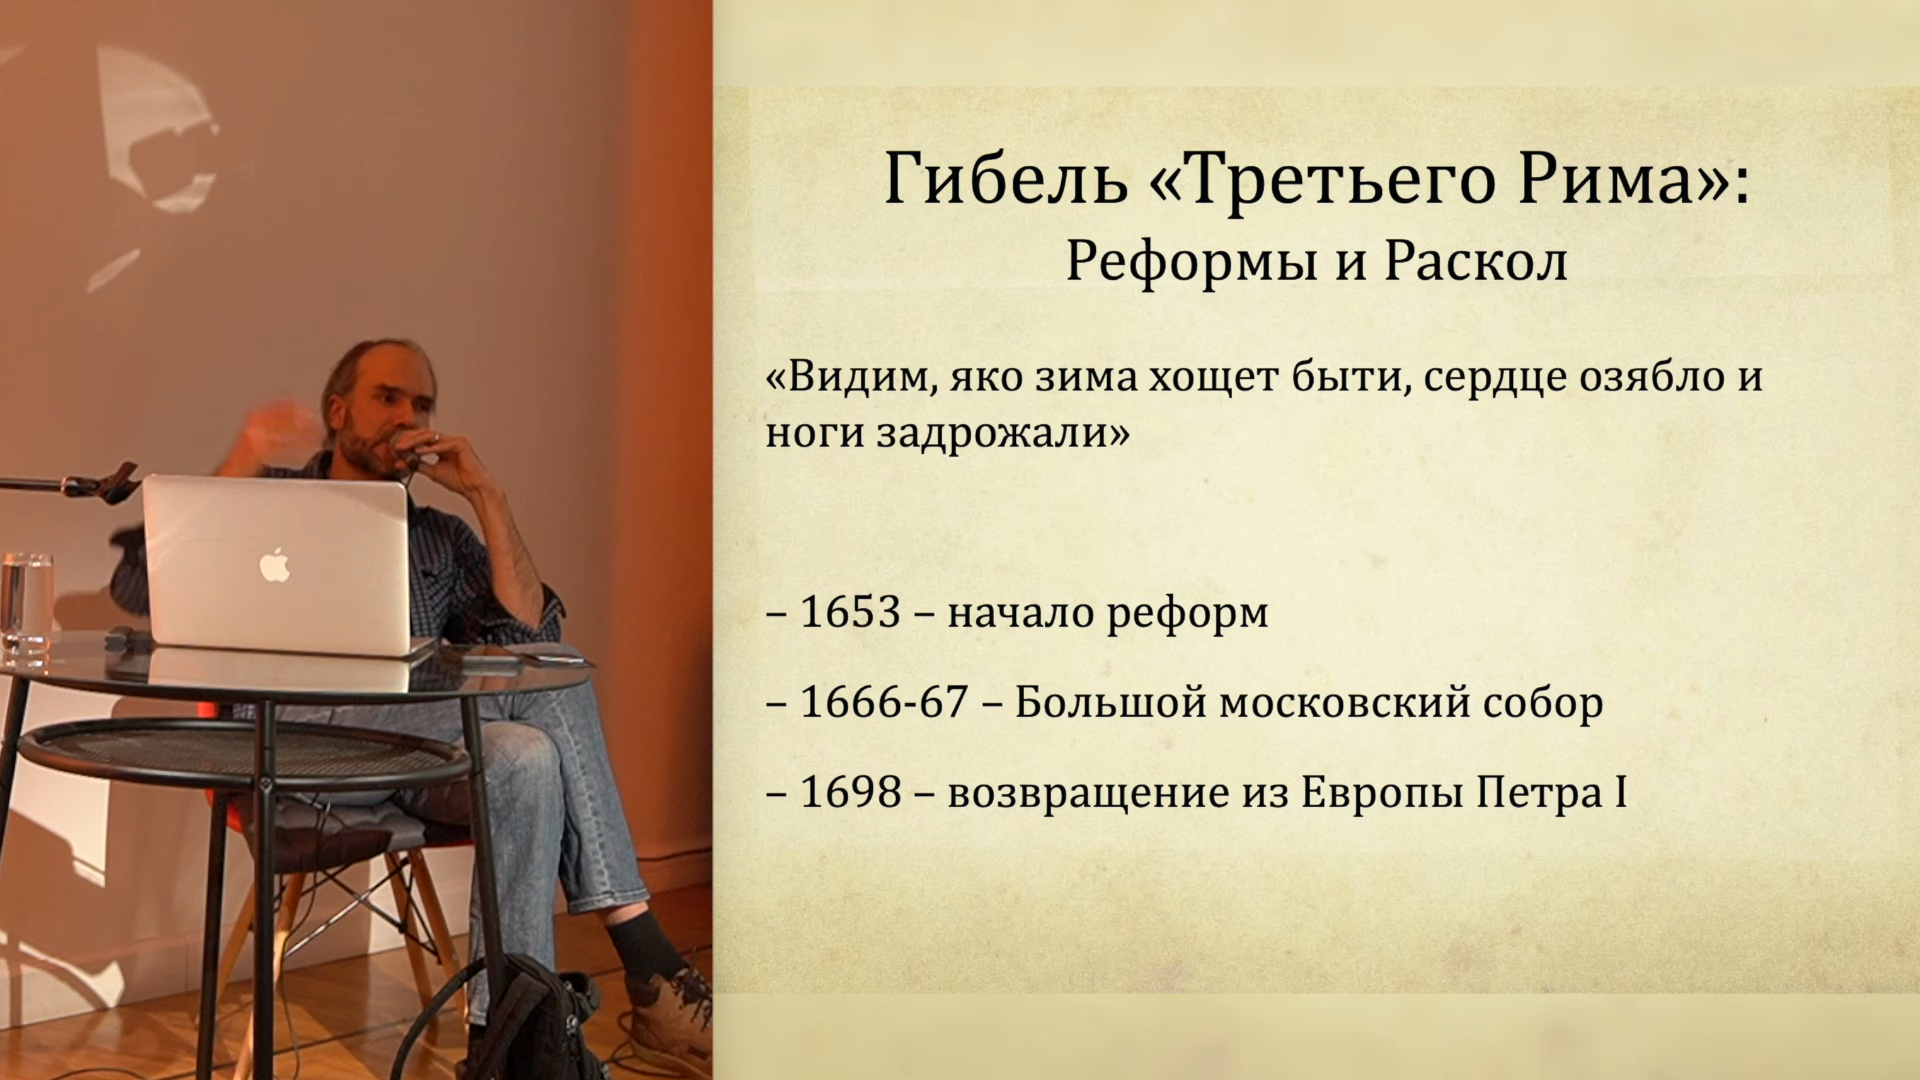 Гибель «Третьего Рима»:
Реформы и Раскол
«Видим, яко зима хощет быти, сердце озябло и
ноги задрожали»
– 1653 – начало реформ
– 1666-67 – Большой московский собор
– 1698 – возвращение из Европы Петра I